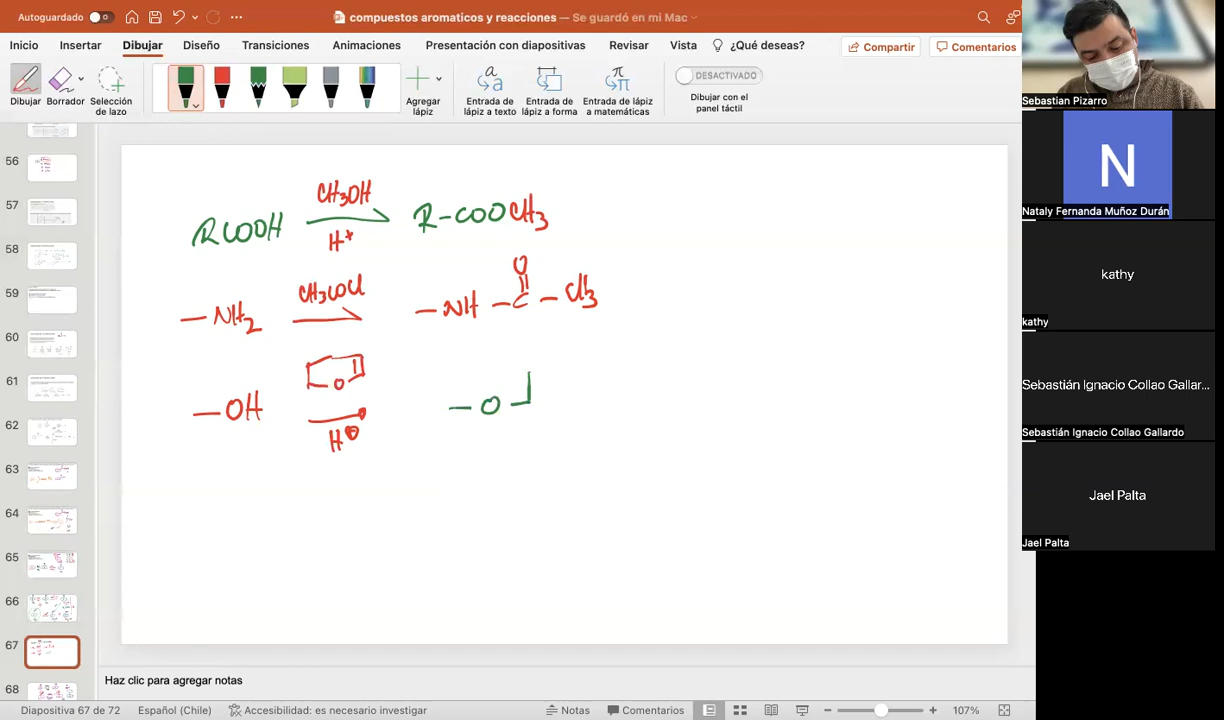 Autoguardado
compuestos aromaticos y reacciones — Se guardó en mi Mac
Inicio Insertar Dibujar Diseño Transiciones Animaciones Presentación con diapositivas Revisar Vista ¿Qué deseas? Compartir Comentarios
Dibujar Borrador Selección de lazo Agregar lápiz Entrada de lápiz a texto Entrada de lápiz a forma Entrada de lápiz a matemáticas DESACTIVADO Dibujar con el panel táctil
Sebastian Pizarro
N
Nataly Fernanda Muñoz Durán
kathy
kathy
Sebastián Ignacio Collao Gallar...
Sebastián Ignacio Collao Gallardo
Jael Palta
Jael Palta
56
57
58
59
60
61
62
63
64
65
66
67
68
CH3OH
RCOOH R-COOCH3
H+
O
CH3COCl
-NH2 -NH-C-CH3
O
-OH -O
H⊕
Haz clic para agregar notas
Diapositiva 67 de 72 Español (Chile) Accesibilidad: es necesario investigar Notas Comentarios 107%